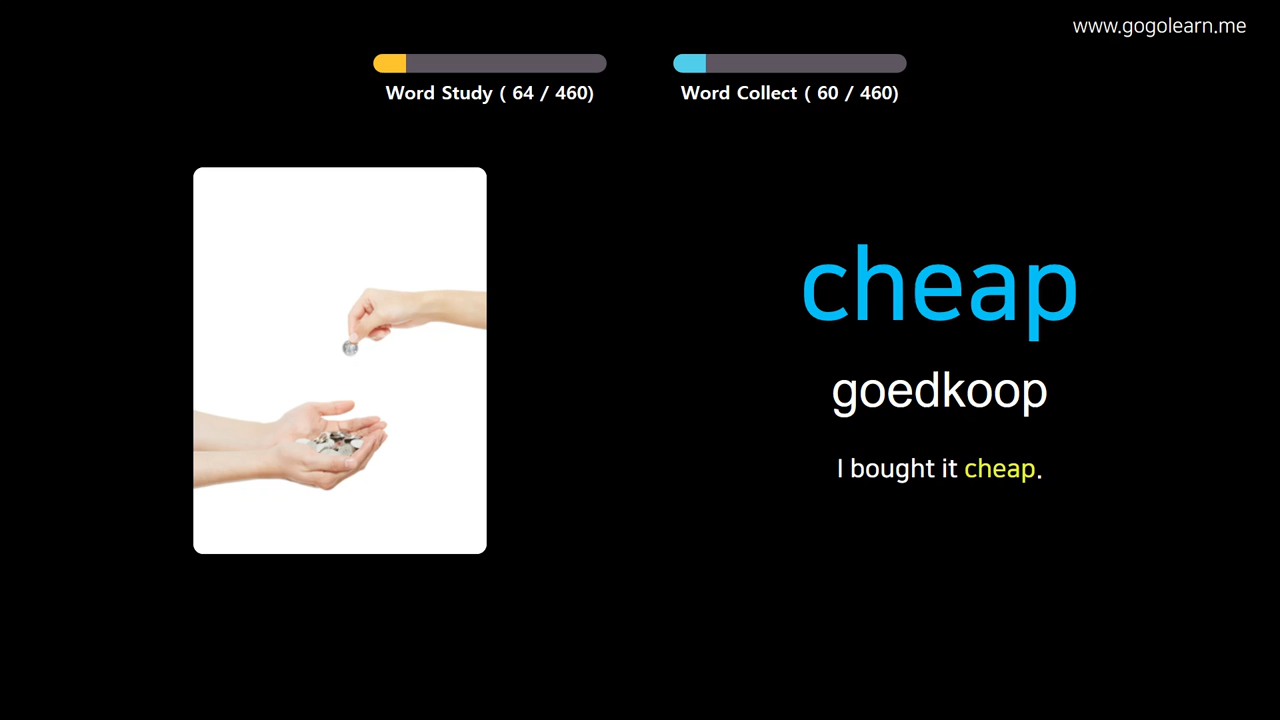 www.gogolearn.me
Word Study ( 64 / 460)
Word Collect ( 60 / 460)
cheap
goedkoop
I bought it cheap.